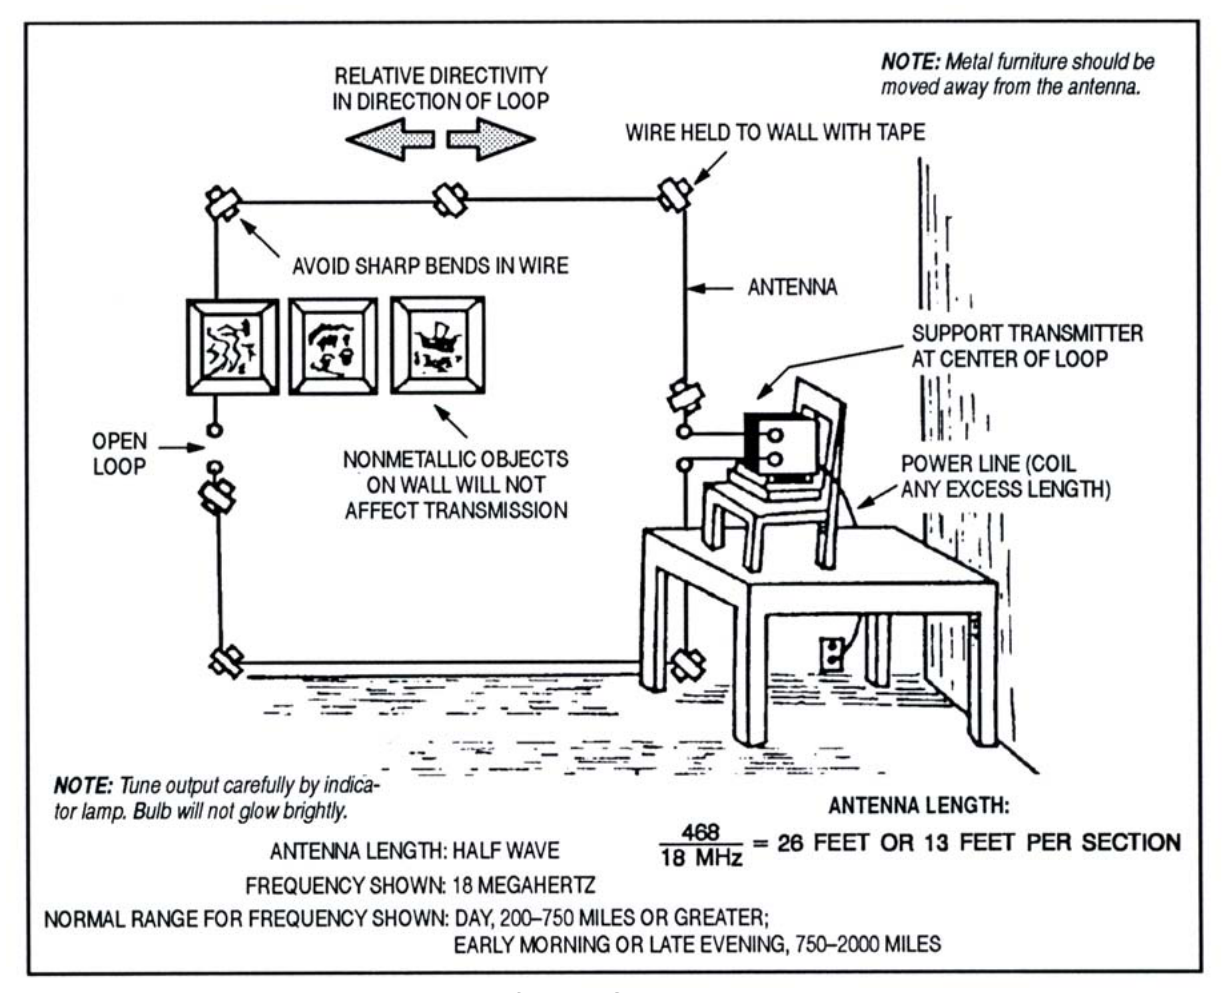 RELATIVE DIRECTIVITY
IN DIRECTION OF LOOP
NOTE: Metal furniture should be
moved away from the antenna.
WIRE HELD TO WALL WITH TAPE
AVOID SHARP BENDS IN WIRE
ANTENNA
SUPPORT TRANSMITTER
AT CENTER OF LOOP
OPEN
LOOP
NONMETALLIC OBJECTS
ON WALL WILL NOT
AFFECT TRANSMISSION
POWER LINE (COIL
ANY EXCESS LENGTH)
NOTE: Tune output carefully by indica-
tor lamp. Bulb will not glow brightly.
ANTENNA LENGTH:
468
18 MHz
= 26 FEET OR 13 FEET PER SECTION
ANTENNA LENGTH: HALF WAVE
FREQUENCY SHOWN: 18 MEGAHERTZ
NORMAL RANGE FOR FREQUENCY SHOWN: DAY, 200–750 MILES OR GREATER;
EARLY MORNING OR LATE EVENING, 750–2000 MILES